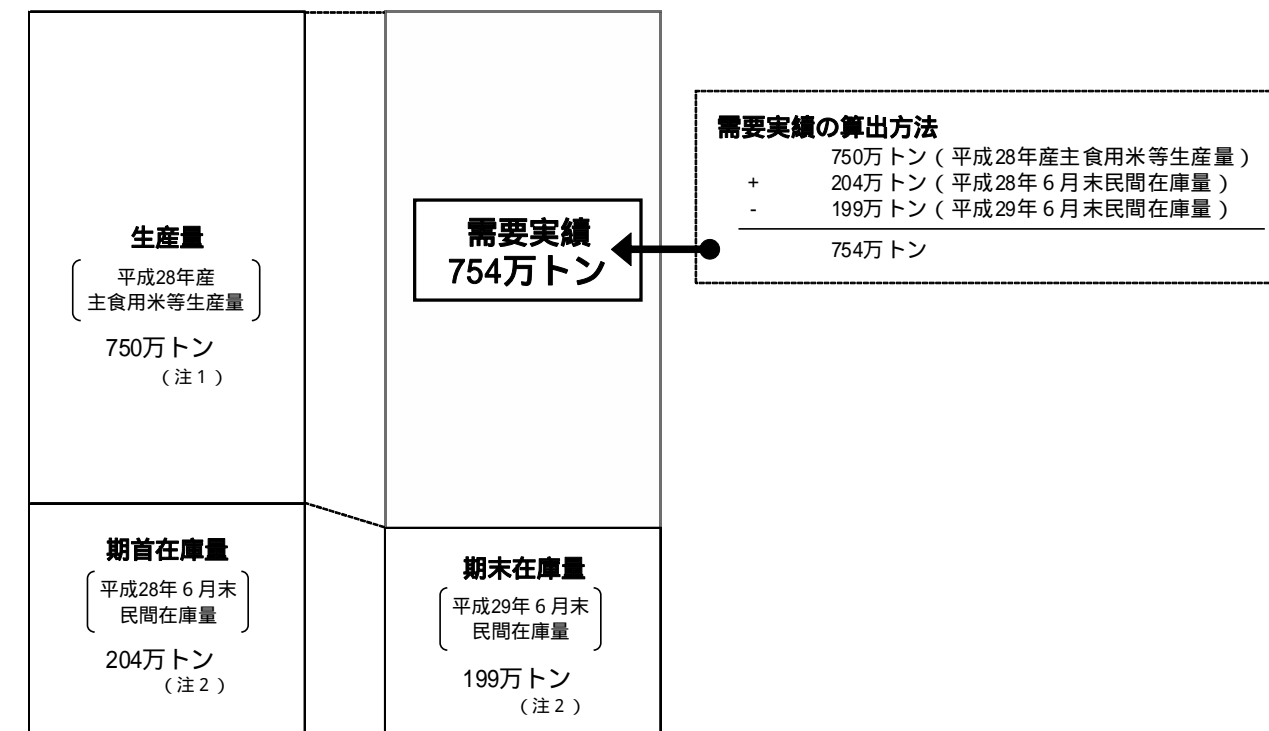 生産量
平成28年産
主食用米等生産量
750万トン
(注1)
期首在庫量
平成28年6月末
民間在庫量
204万トン
(注2)
需要実績
754万トン
期末在庫量
平成29年6月末
民間在庫量
199万トン
(注2)
需要実績の算出方法
750万トン(平成28年産主食用米等生産量)
+ 204万トン(平成28年6月末民間在庫量)
- 199万トン(平成29年6月末民間在庫量)
754万トン